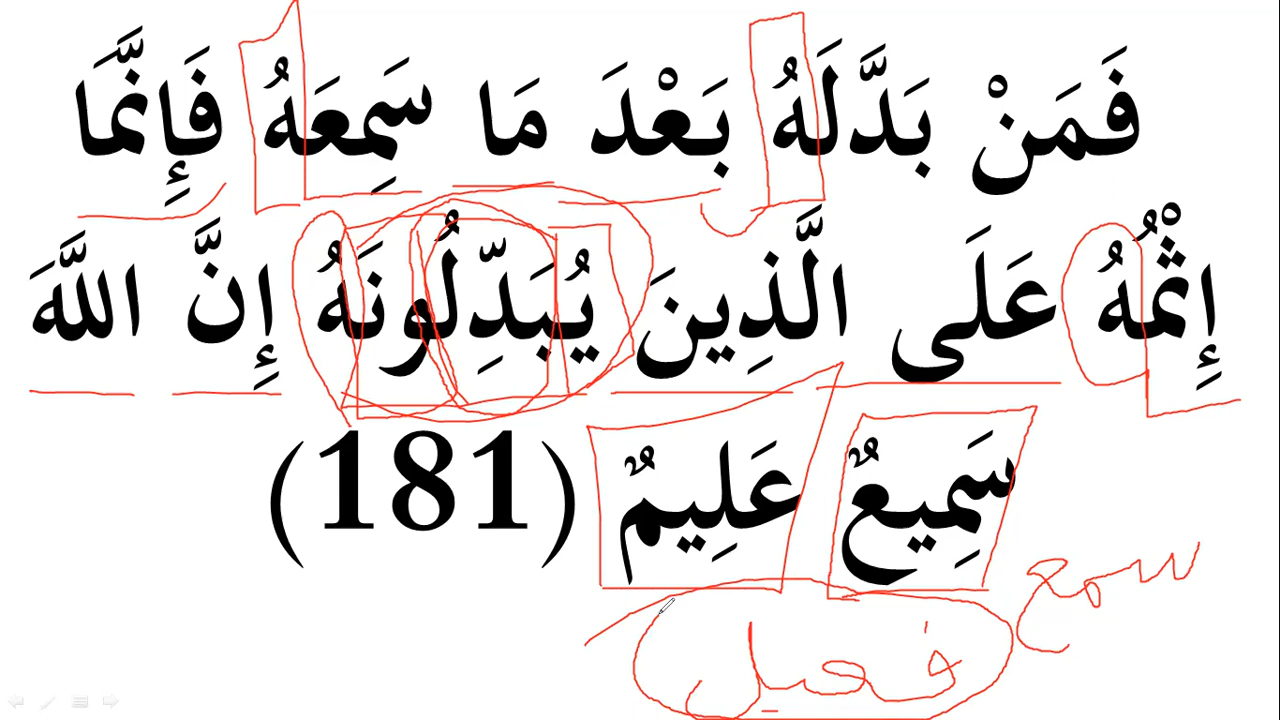 فَمَنْ بَدَّلَهُ بَعْدَ مَا سَمِعَهُ فَإِنَّمَا
إِثْمُهُ عَلَى الَّذِينَ يُبَدِّلُونَهُ إِنَّ اللَّهَ
سَمِيعٌ عَلِيمٌ (181)
سمع
فعيل